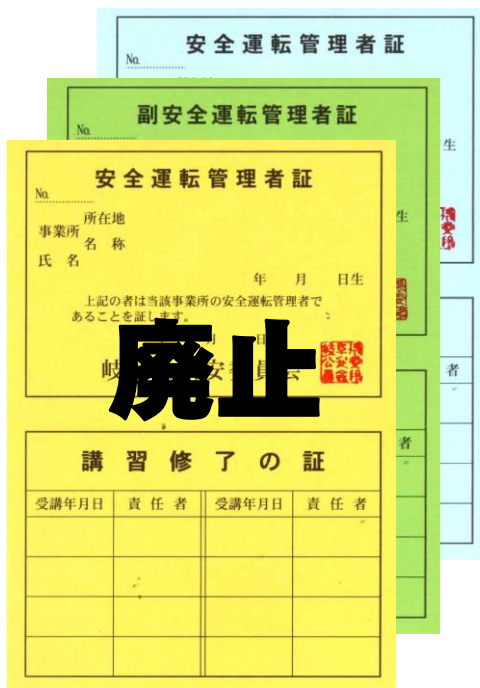 安全運転管理者証
No.
生
者
副安全運転管理者証
No.
生
者
安全運転管理者証
No.
所在地
事業所
名 称
氏 名
年 月 日生
上記の者は当該事業所の安全運転管理者で
あることを証します。
廃止
講習修了の証
受講年月日 責任者 受講年月日 責任者